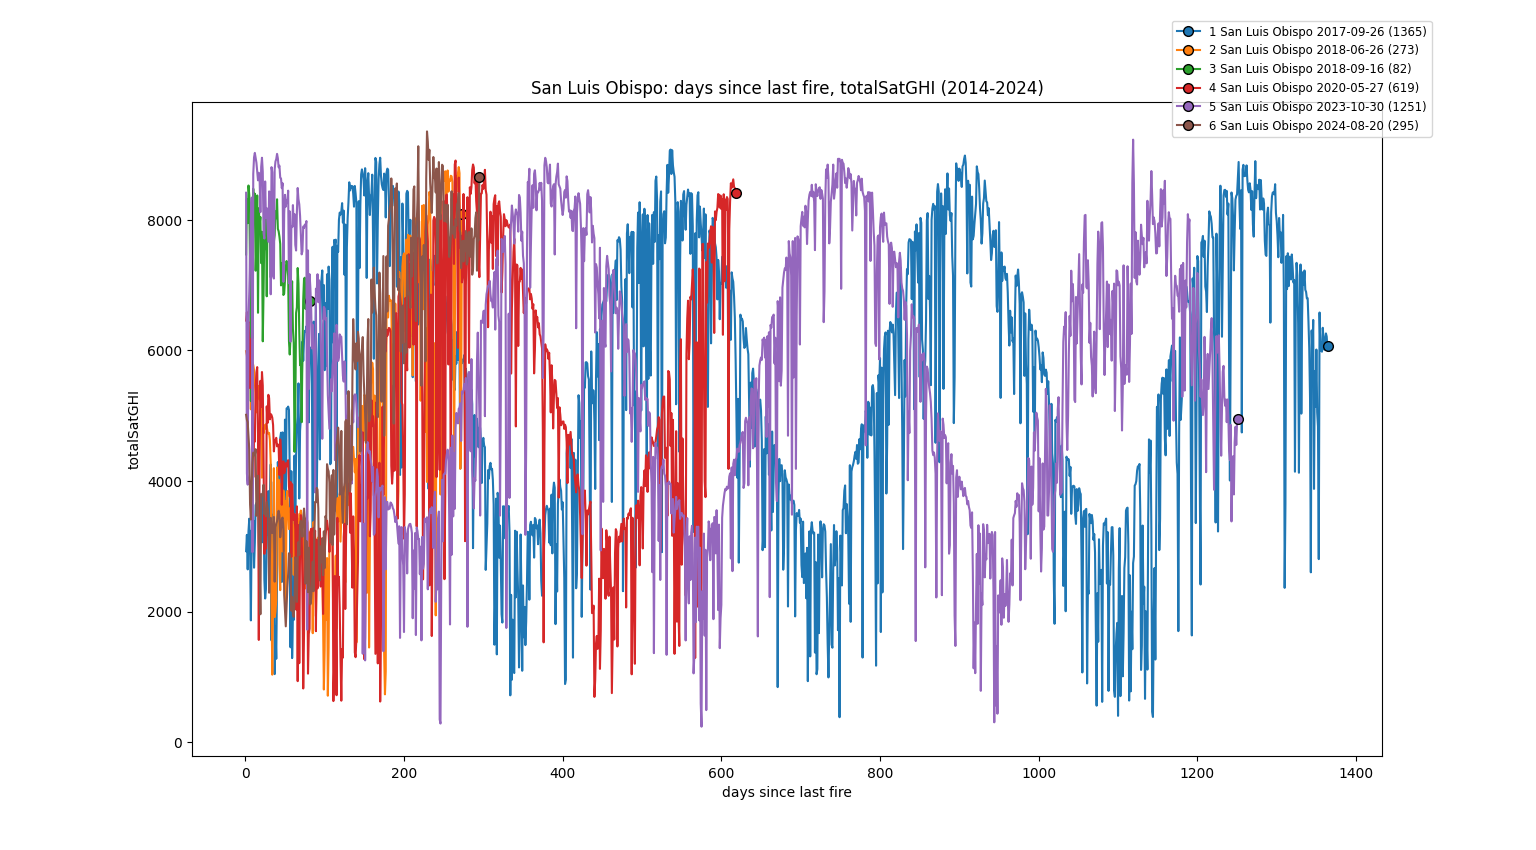 1 San Luis Obispo 2017-09-26 (1365)
2 San Luis Obispo 2018-06-26 (273)
3 San Luis Obispo 2018-09-16 (82)
4 San Luis Obispo 2020-05-27 (619)
5 San Luis Obispo 2023-10-30 (1251)
6 San Luis Obispo 2024-08-20 (295)
San Luis Obispo: days since last fire, totalSatGHI (2014-2024)
totalSatGHI
8000
6000
4000
2000
0
0 200 400 600 800 1000 1200 1400
days since last fire